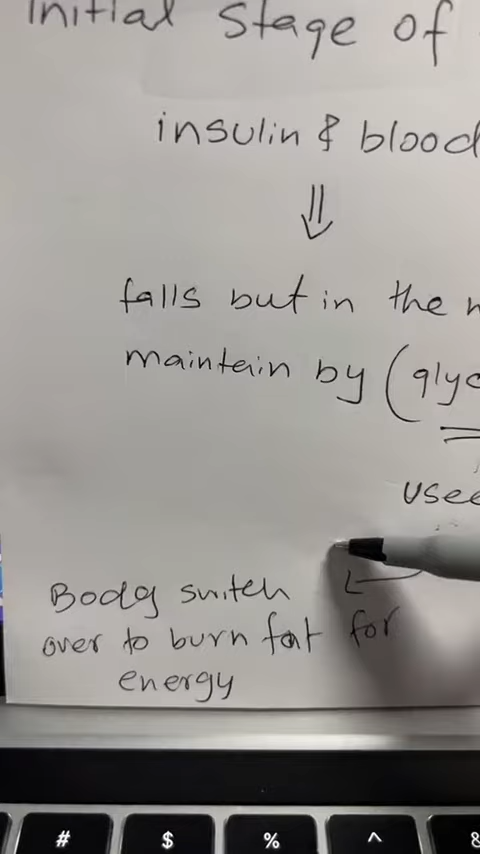 initial stage of
insulin & blood
⇓
falls but in the
maintain by (glyc
used
Body switch
over to burn fat for
energy
# $ % ^ &